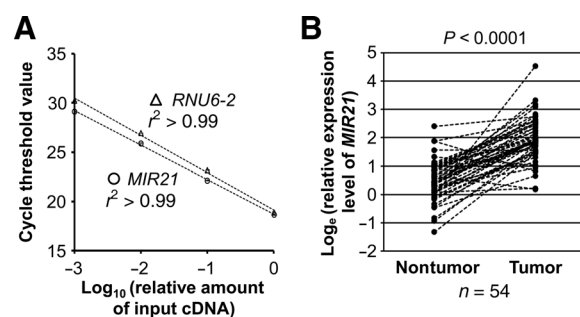 A
Cycle threshold value
35
30
25
20
15
△ RNU6-2
r² > 0.99
○ MIR21
r² > 0.99
−3
−2
−1
0
Log₁₀ (relative amount
of input cDNA)
B
P < 0.0001
Logₑ (relative expression
level of MIR21)
5
4
3
2
1
0
−1
−2
Nontumor
Tumor
n = 54